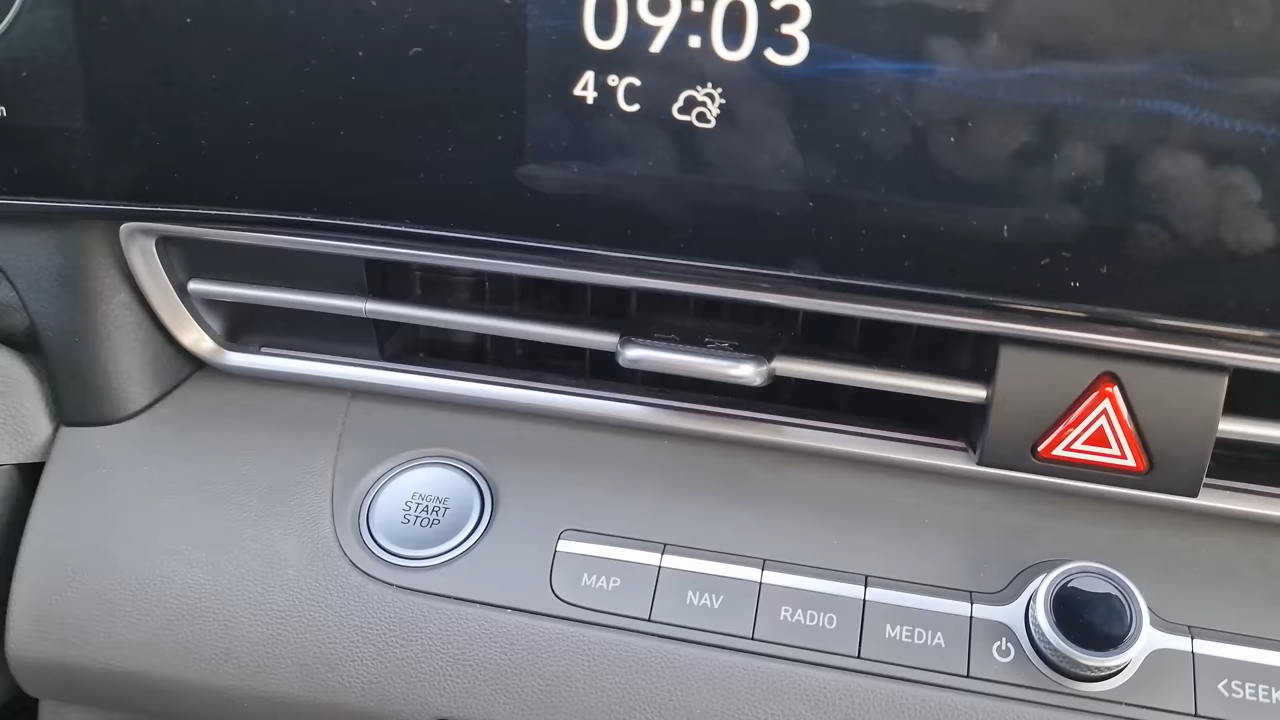 09:03
4°C
ENGINE
START
STOP
MAP
NAV
RADIO
MEDIA
<SEEK